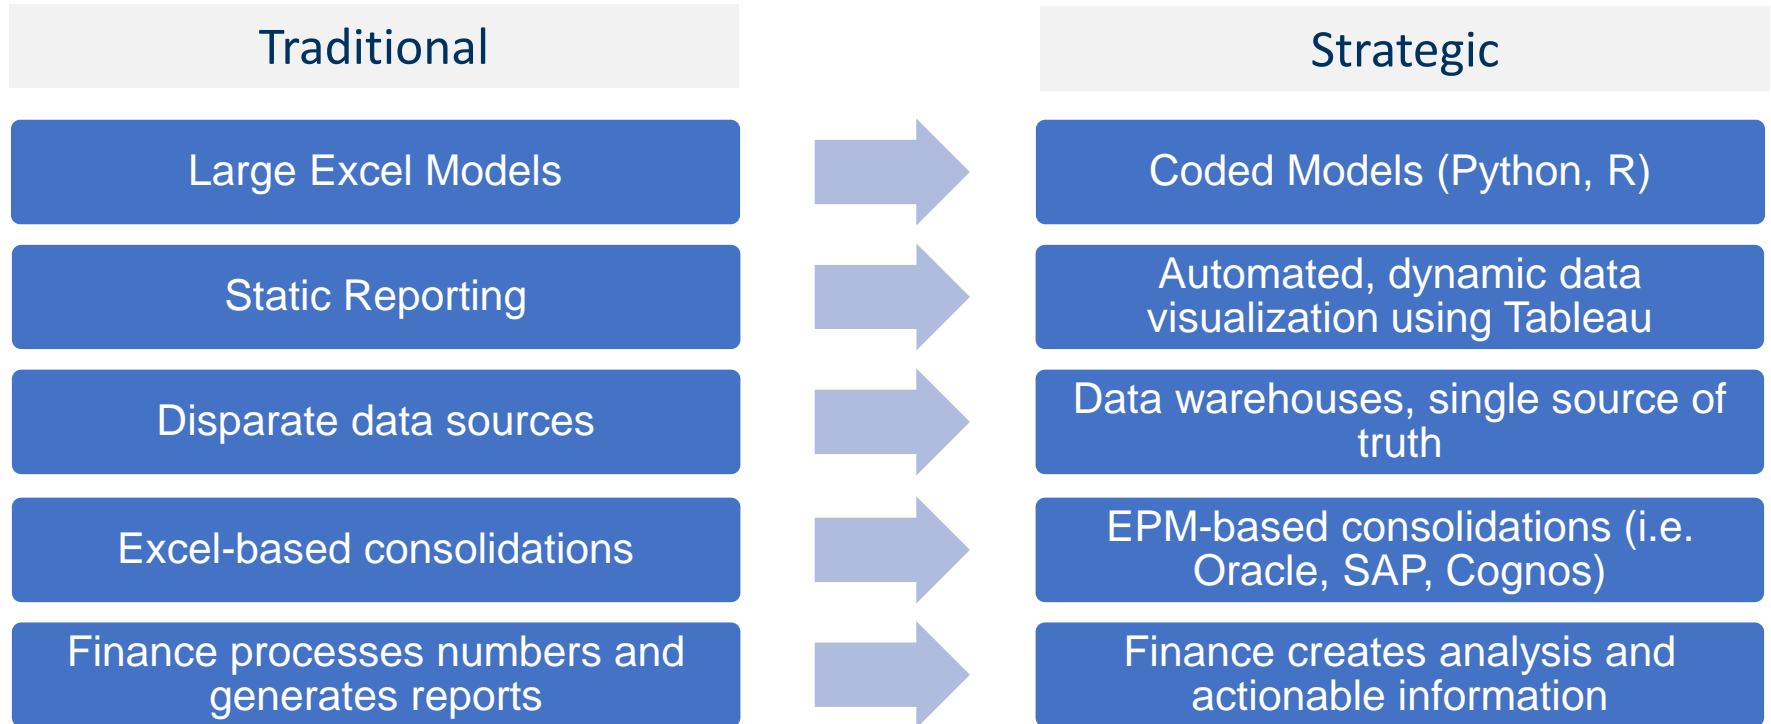 Traditional
Strategic
Large Excel Models
Coded Models (Python, R)
Static Reporting
Automated, dynamic data
visualization using Tableau
Disparate data sources
Data warehouses, single source of
truth
Excel-based consolidations
EPM-based consolidations (i.e.
Oracle, SAP, Cognos)
Finance processes numbers and
generates reports
Finance creates analysis and
actionable information